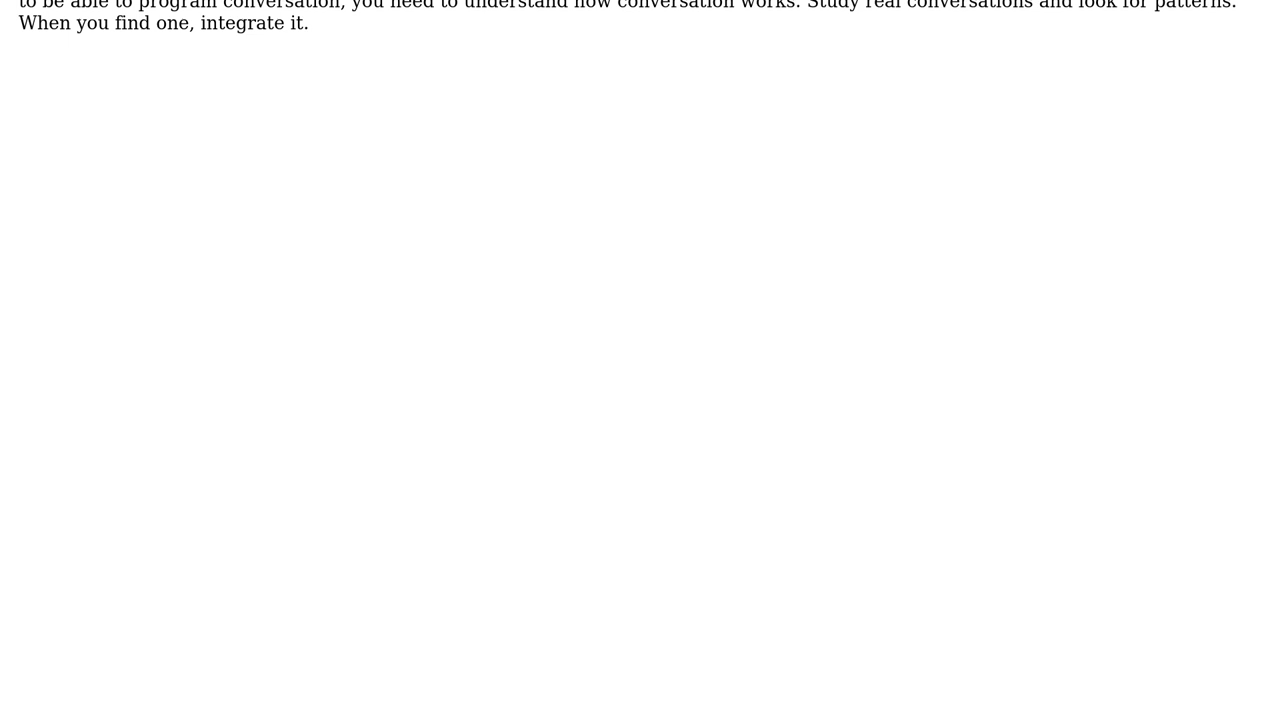 to be able to program conversation, you need to understand how conversation works. Study real conversations and look for patterns.
When you find one, integrate it.